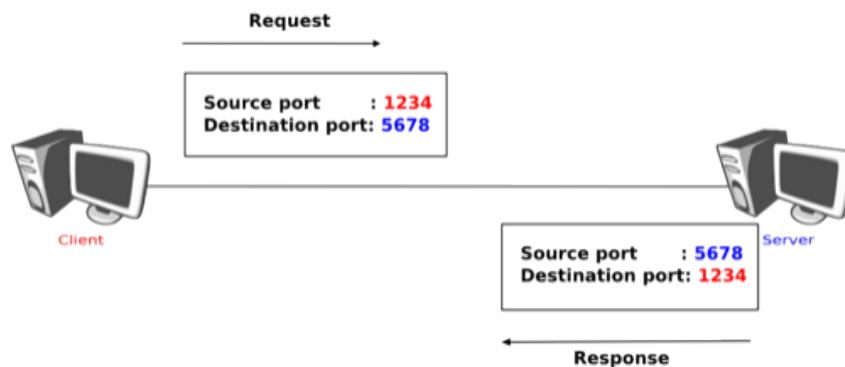 Request
Source port : 1234
Destination port: 5678
Client
Server
Source port : 5678
Destination port: 1234
Response